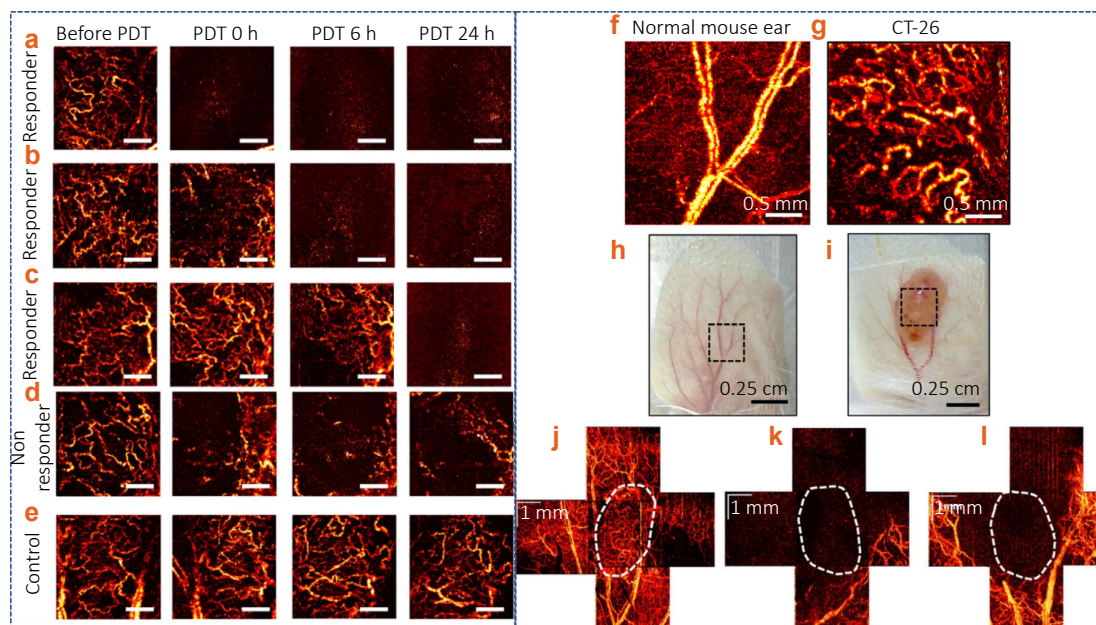 Before PDT PDT 0 h PDT 6 h PDT 24 h
a
Responder
b
Responder
c
Responder
d
Non
responder
e
Control
f Normal mouse ear g CT-26
0.5 mm 0.5 mm
h i
0.25 cm 0.25 cm
j k l
1 mm 1 mm 1 mm